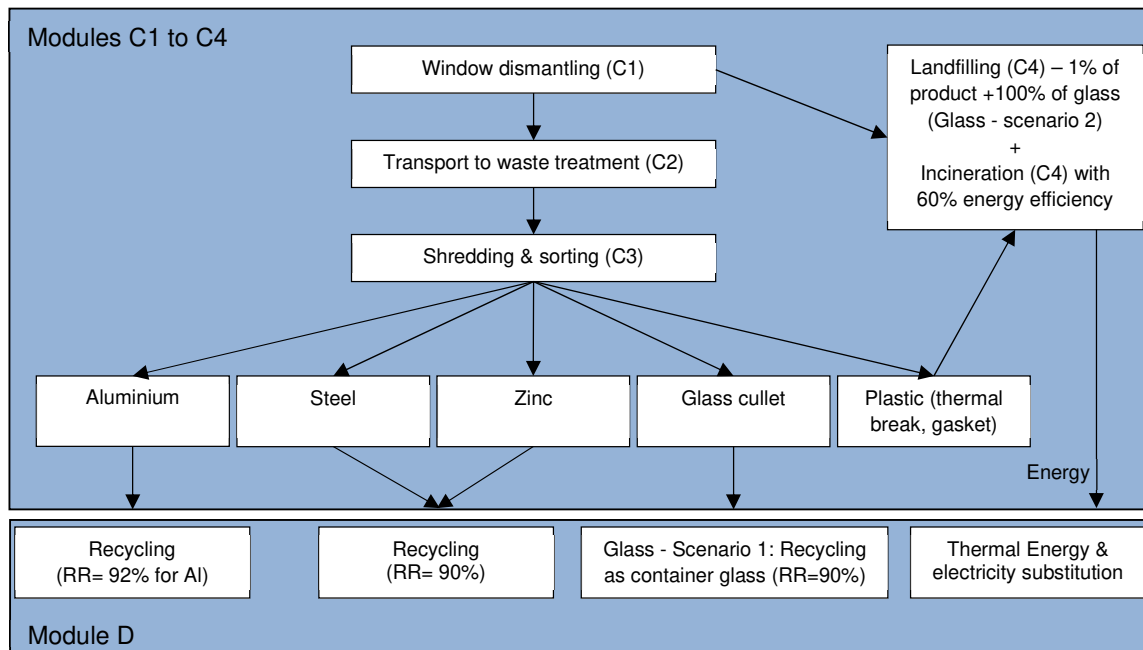 Modules C1 to C4
Window dismantling (C1)
Landfilling (C4) – 1% of
product +100% of glass
(Glass - scenario 2)
+
Incineration (C4) with
60% energy efficiency
Transport to waste treatment (C2)
Shredding & sorting (C3)
Aluminium
Steel
Zinc
Glass cullet
Plastic (thermal
break, gasket)
Energy
Recycling
(RR= 92% for Al)
Recycling
(RR= 90%)
Glass - Scenario 1: Recycling
as container glass (RR=90%)
Thermal Energy &
electricity substitution
Module D